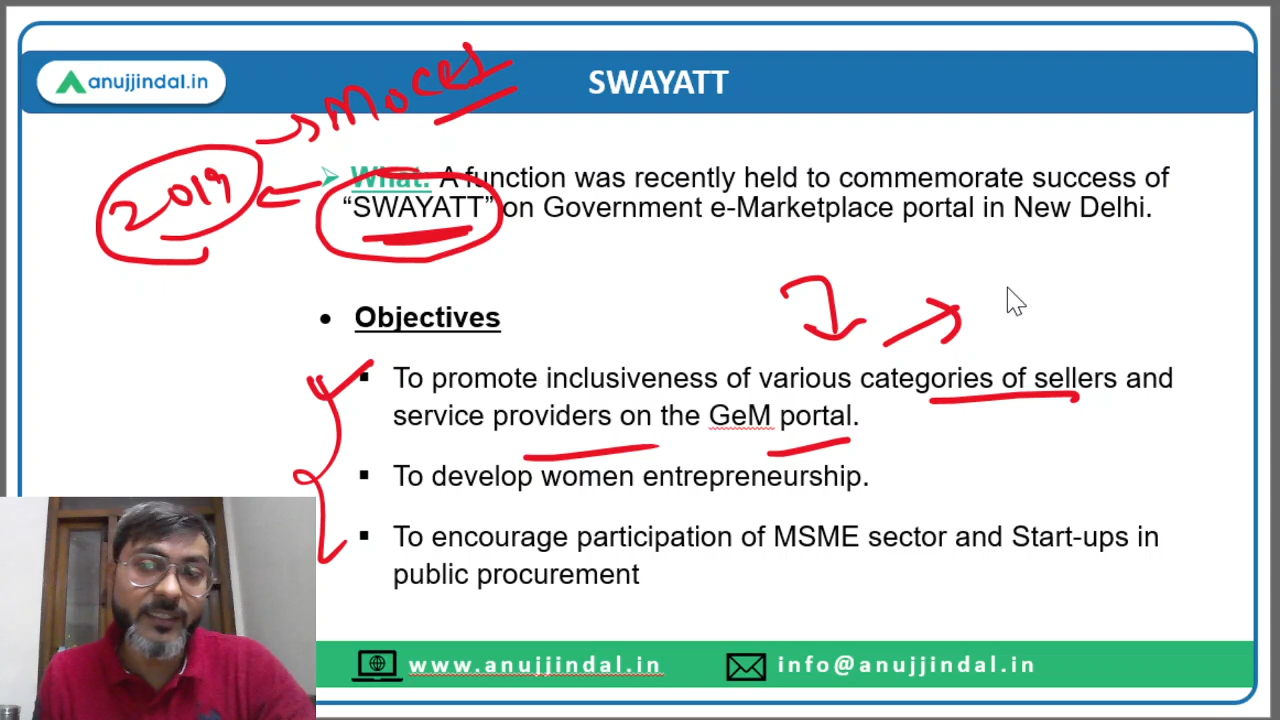 anujjindal.in
SWAYATT
MoC&I
2019
What: A function was recently held to commemorate success of
“SWAYATT” on Government e-Marketplace portal in New Delhi.
Objectives
To promote inclusiveness of various categories of sellers and
service providers on the GeM portal.
To develop women entrepreneurship.
To encourage participation of MSME sector and Start-ups in
public procurement
www.anujjindal.in
info@anujjindal.in